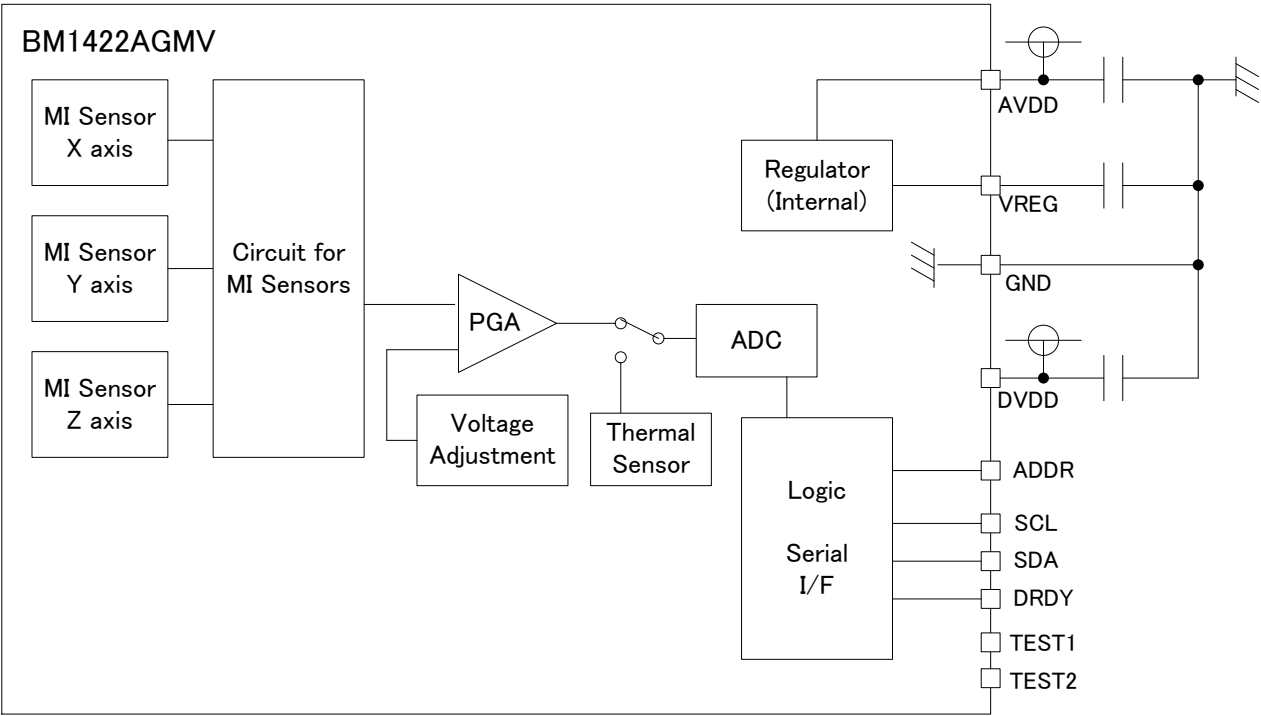 BM1422AGMV
MI Sensor
X axis
MI Sensor
Y axis
MI Sensor
Z axis
Circuit for
MI Sensors
PGA
Voltage
Adjustment
Thermal
Sensor
ADC
Regulator
(Internal)
Logic
Serial
I/F
AVDD
VREG
GND
DVDD
ADDR
SCL
SDA
DRDY
TEST1
TEST2